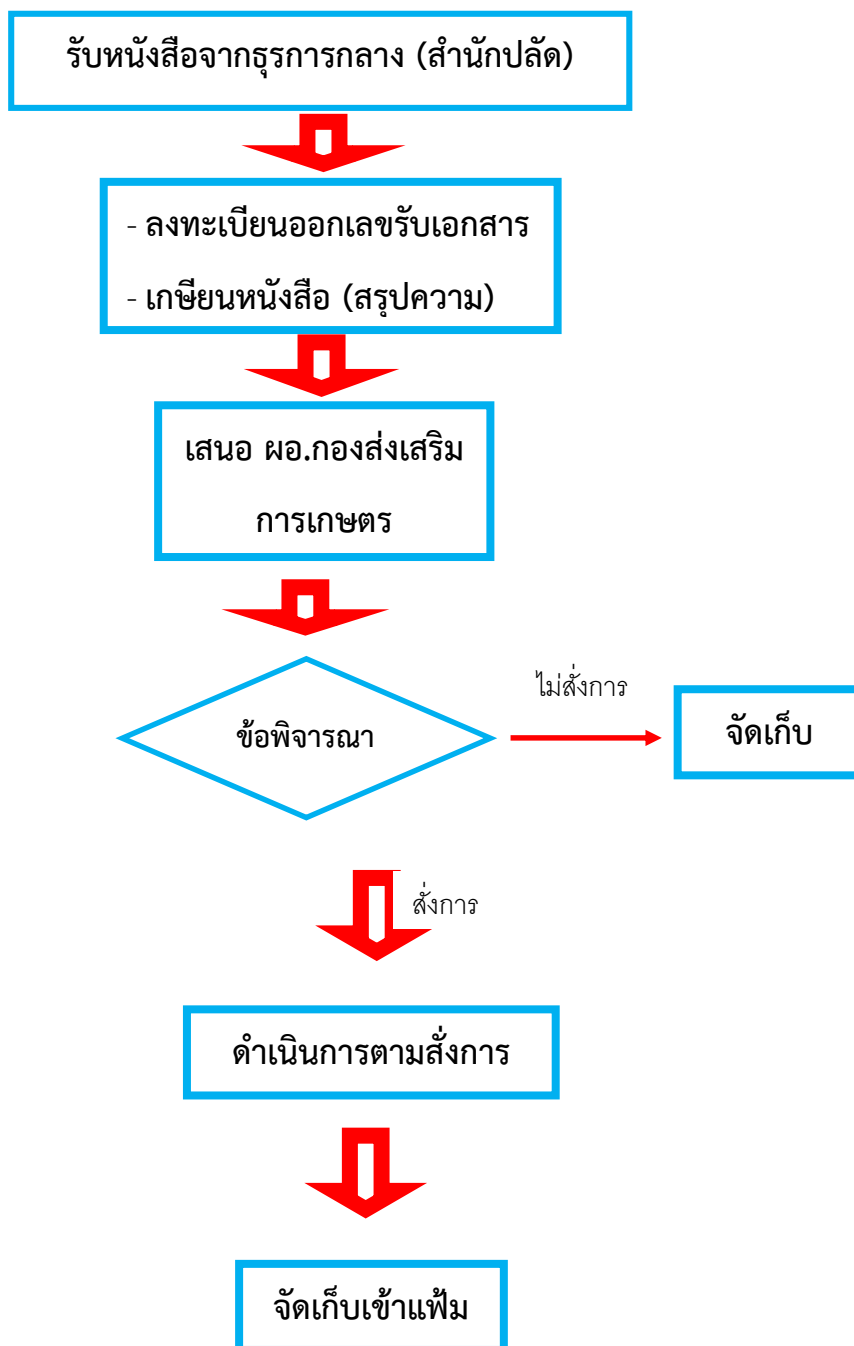 รับหนังสือจากธุรการกลาง (สำนักปลัด)
- ลงทะเบียนออกเลขรับเอกสาร
- เกษียนหนังสือ (สรุปความ)
เสนอ ผอ.กองส่งเสริม
การเกษตร
ไม่สั่งการ
ข้อพิจารณา
จัดเก็บ
สั่งการ
ดำเนินการตามสั่งการ
จัดเก็บเข้าแฟ้ม